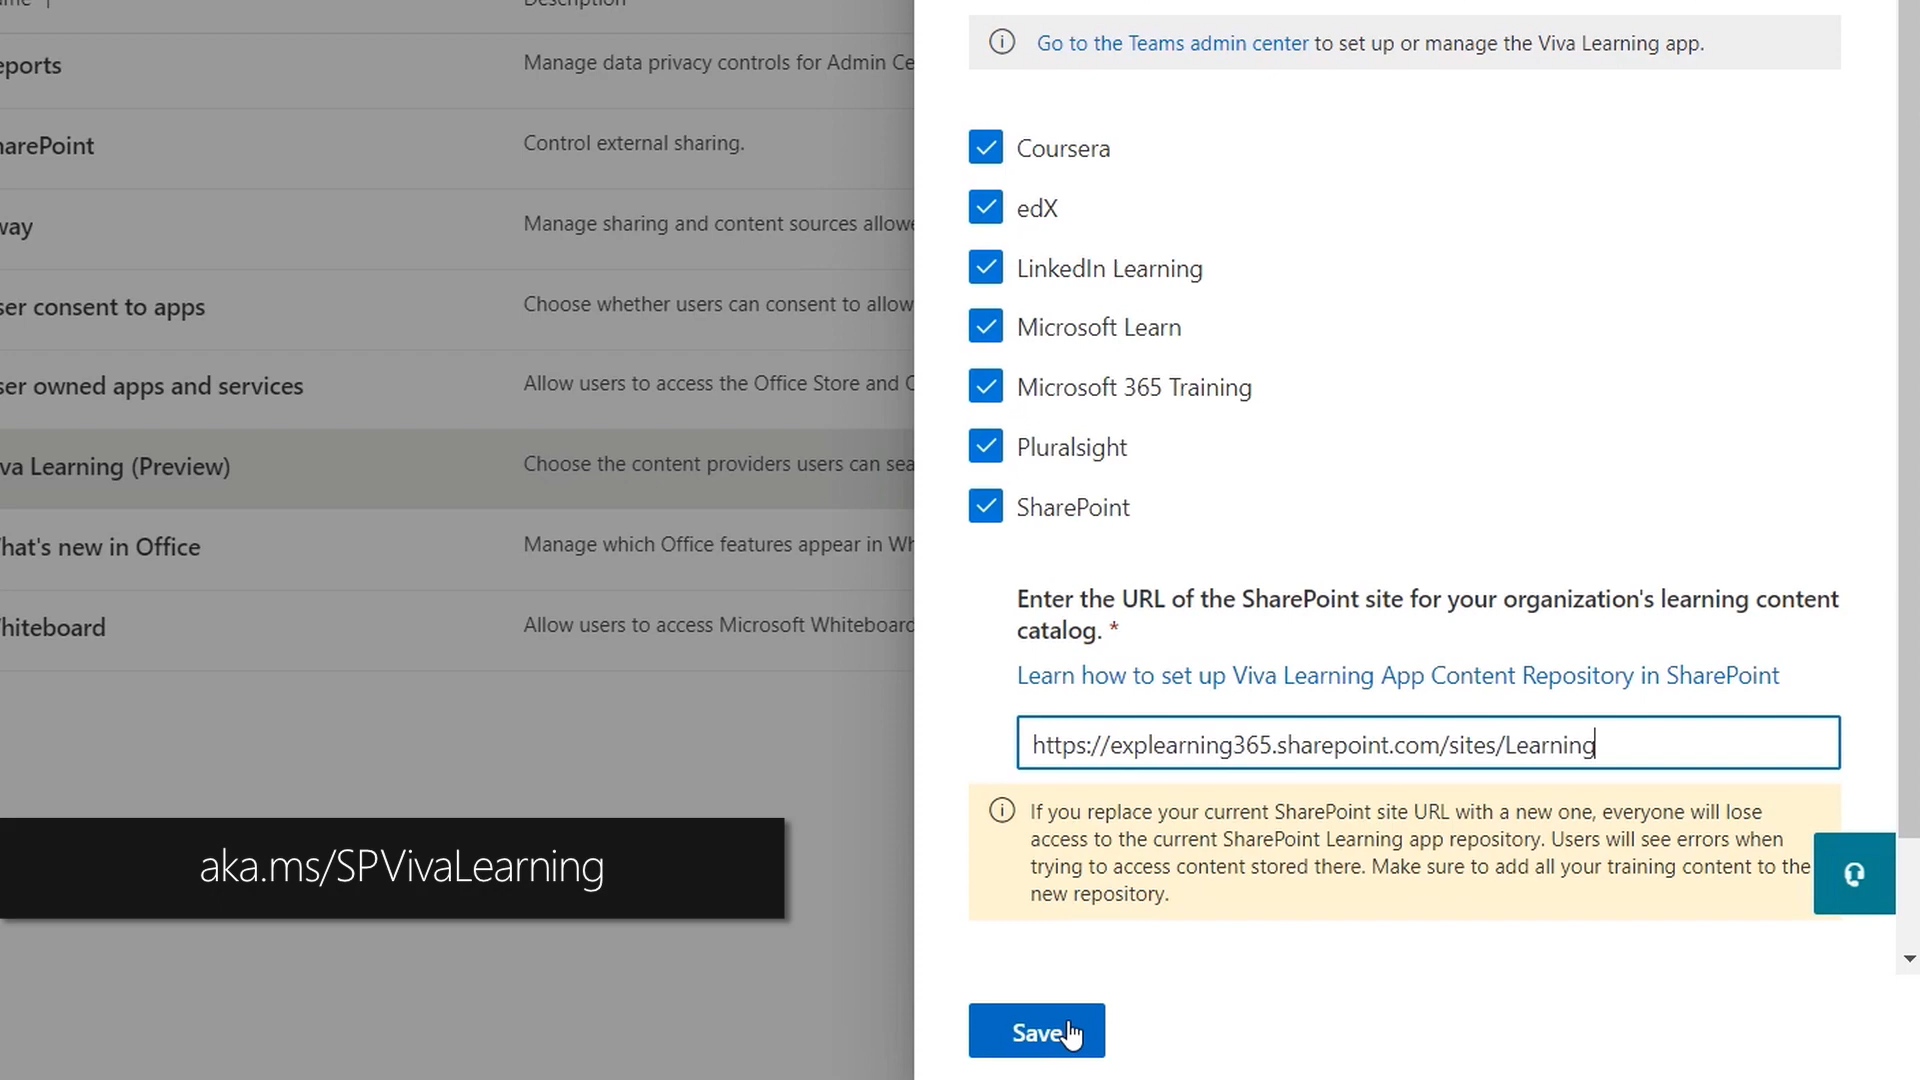 Description
eports
Manage data privacy controls for Admin Ce
harePoint
Control external sharing.
way
Manage sharing and content sources allowe
ser consent to apps
Choose whether users can consent to allow
ser owned apps and services
Allow users to access the Office Store and O
va Learning (Preview)
Choose the content providers users can sea
hat's new in Office
Manage which Office features appear in Wh
hiteboard
Allow users to access Microsoft Whiteboard
aka.ms/SPVivaLearning
Go to the Teams admin center to set up or manage the Viva Learning app.
Coursera
edX
LinkedIn Learning
Microsoft Learn
Microsoft 365 Training
Pluralsight
SharePoint
Enter the URL of the SharePoint site for your organization's learning content
catalog. *
Learn how to set up Viva Learning App Content Repository in SharePoint
https://explearning365.sharepoint.com/sites/Learning
If you replace your current SharePoint site URL with a new one, everyone will lose
access to the current SharePoint Learning app repository. Users will see errors when
trying to access content stored there. Make sure to add all your training content to the
new repository.
Save